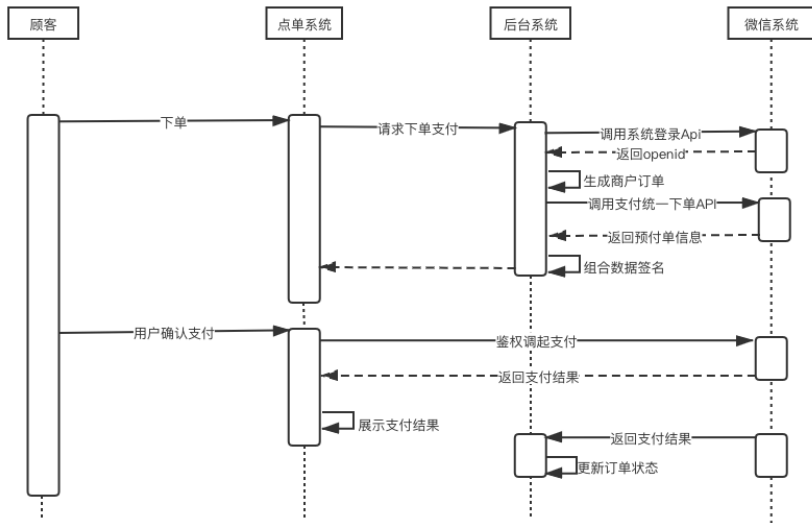 顾客
点单系统
后台系统
微信系统
下单
请求下单支付
调用系统登录Api
返回openid
生成商户订单
调用支付统一下单API
返回预付单信息
组合数据签名
用户确认支付
鉴权调起支付
返回支付结果
展示支付结果
返回支付结果
更新订单状态